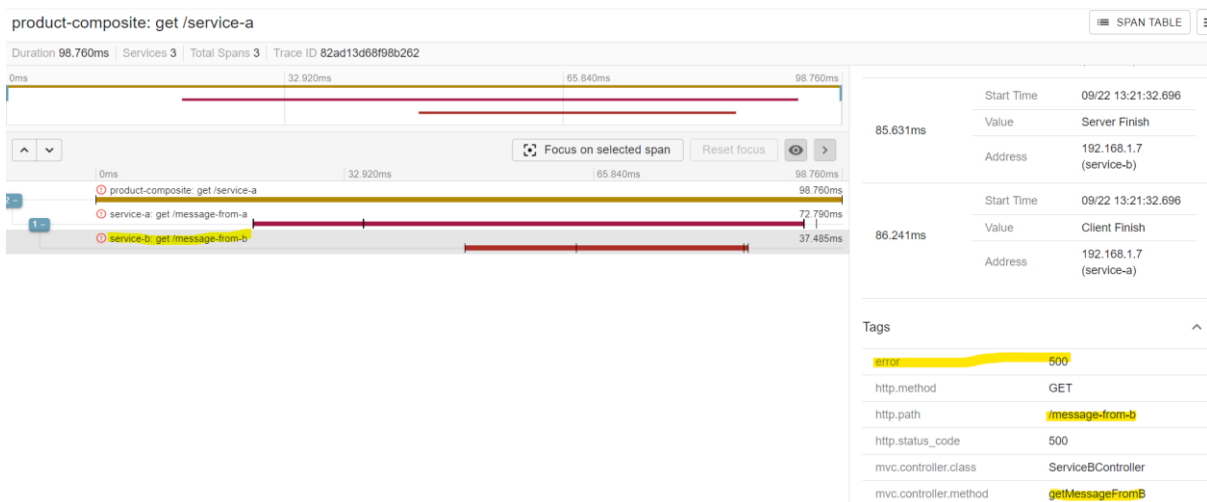 product-composite: get /service-a
SPAN TABLE
Duration 98.760ms Services 3 Total Spans 3 Trace ID 82ad13d68f98b262
0ms 32.920ms 65.840ms 98.760ms
Focus on selected span Reset focus
0ms 32.920ms 65.840ms 98.760ms
product-composite: get /service-a 98.760ms
2 -
service-a: get /message-from-a 72.790ms
1 -
service-b: get /message-from-b 37.485ms
85.631ms
Start Time 09/22 13:21:32.696
Value Server Finish
Address 192.168.1.7
(service-b)
86.241ms
Start Time 09/22 13:21:32.696
Value Client Finish
Address 192.168.1.7
(service-a)
Tags
error 500
http.method GET
http.path /message-from-b
http.status_code 500
mvc.controller.class ServiceBController
mvc.controller.method getMessageFromB